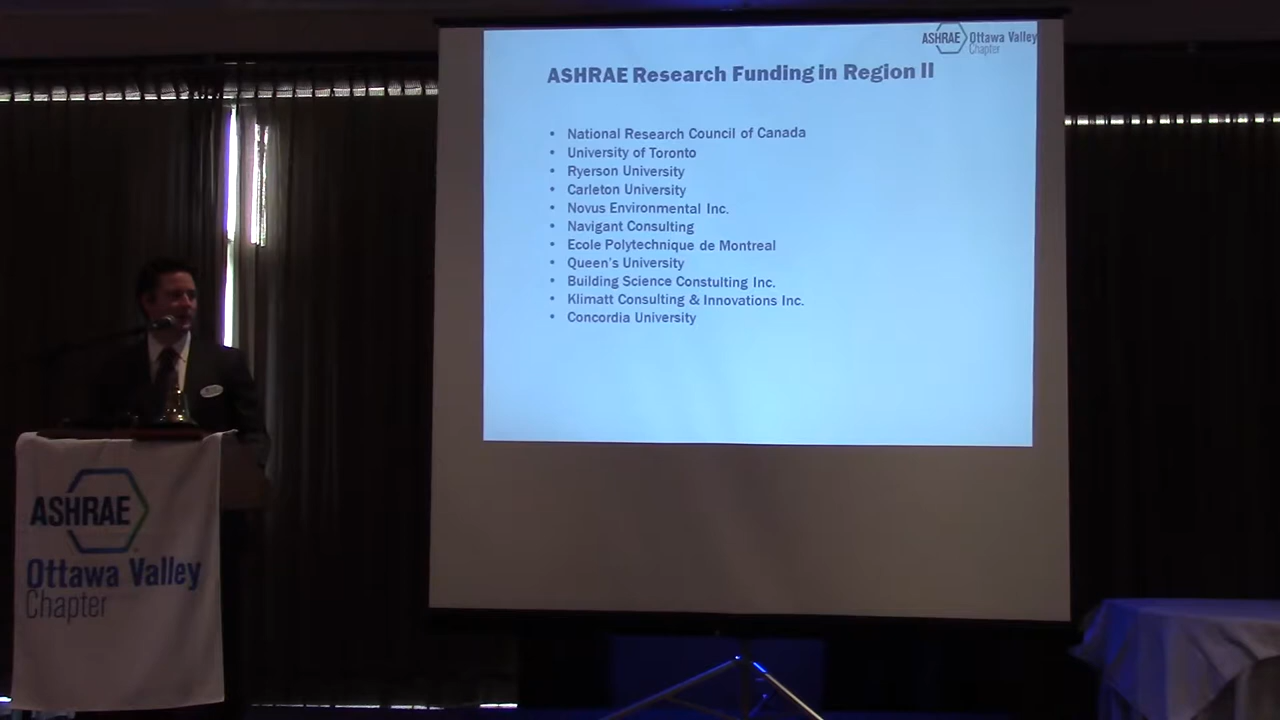 ASHRAE Ottawa Valley
Chapter
ASHRAE Research Funding in Region II
• National Research Council of Canada
• University of Toronto
• Ryerson University
• Carleton University
• Novus Environmental Inc.
• Navigant Consulting
• Ecole Polytechnique de Montreal
• Queen's University
• Building Science Constulting Inc.
• Klimatt Consulting & Innovations Inc.
• Concordia University
ASHRAE
Ottawa Valley
Chapter